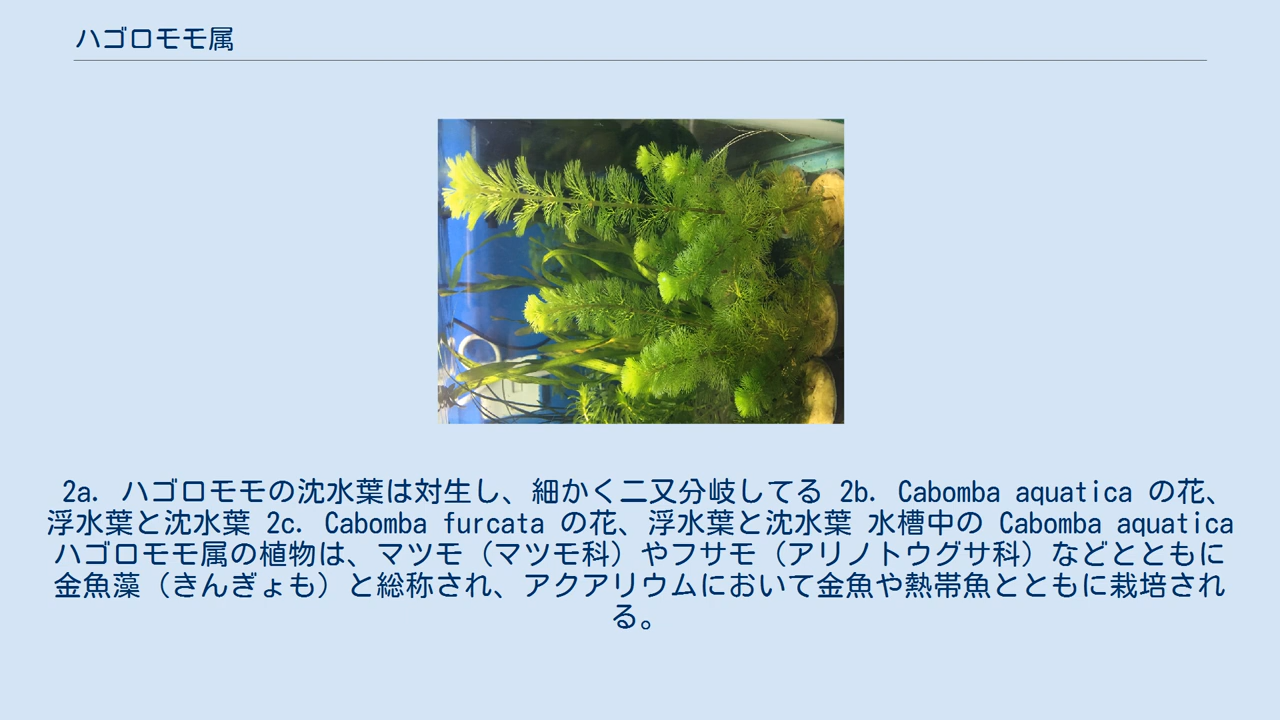 ハゴロモモ属
2a. ハゴロモモの沈水葉は対生し、細かく二又分岐してる 2b. Cabomba aquatica の花、
浮水葉と沈水葉 2c. Cabomba furcata の花、浮水葉と沈水葉 水槽中の Cabomba aquatica
ハゴロモモ属の植物は、マツモ（マツモ科）やフサモ（アリノトウグサ科）などとともに
金魚藻（きんぎょも）と総称され、アクアリウムにおいて金魚や熱帯魚とともに栽培され
る。